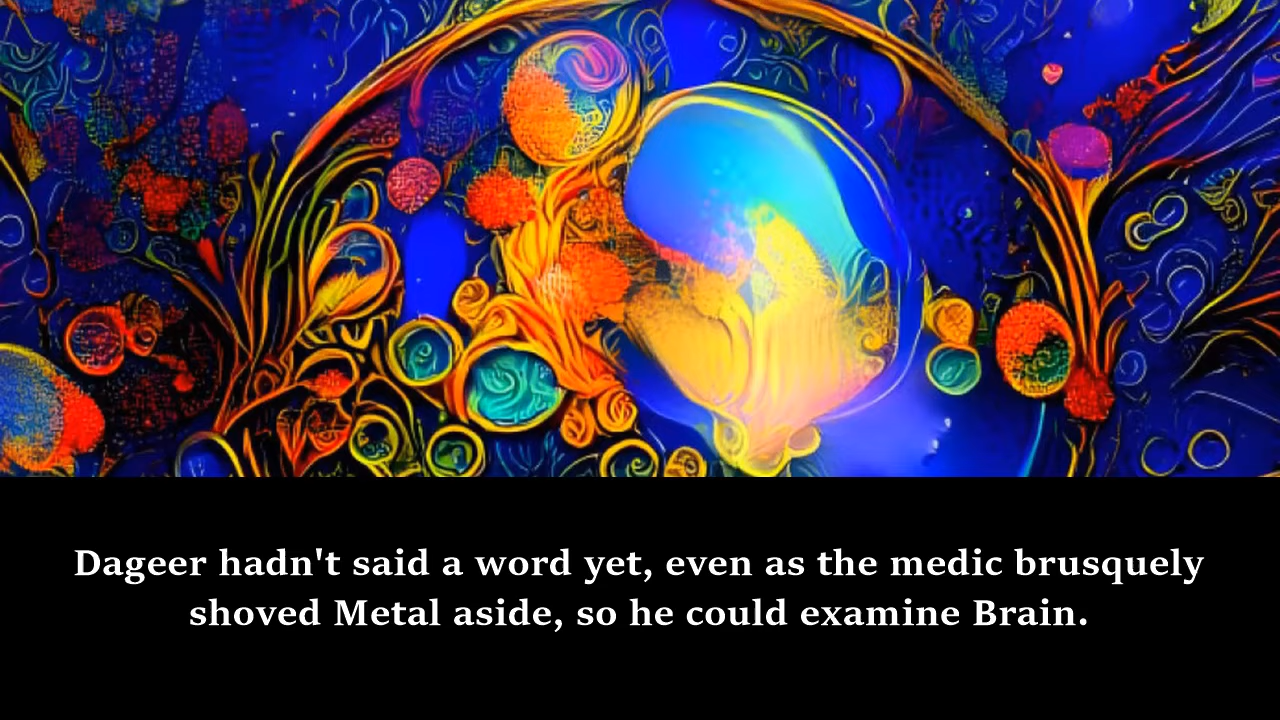 Dageer hadn't said a word yet, even as the medic brusquely
shoved Metal aside, so he could examine Brain.